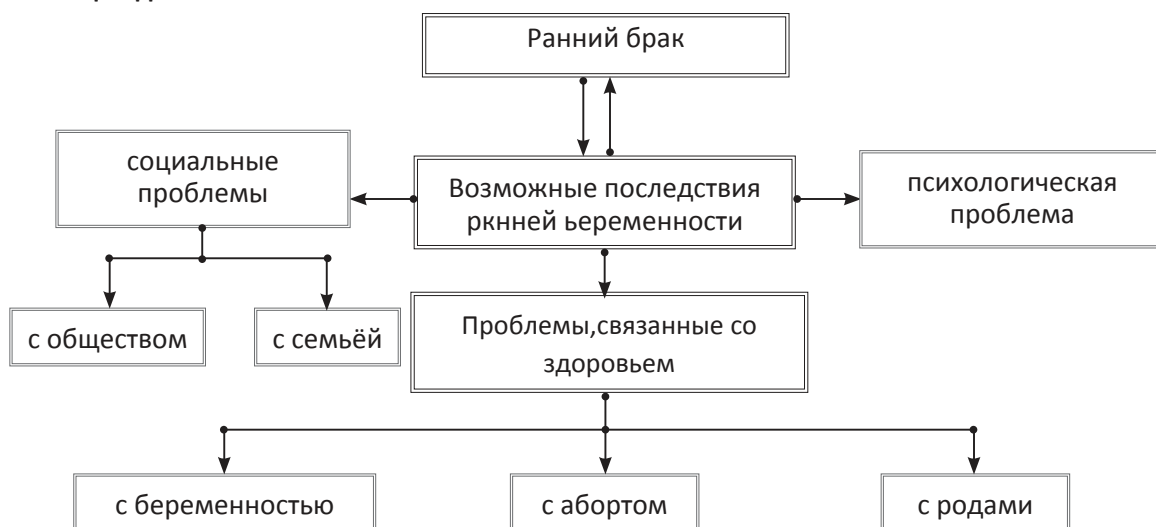 Ранний брак
социальные
проблемы
Возможные последствия
ркнней ьеременности
психологическая
проблема
с обществом
с семьёй
Проблемы,связанные со
здоровьем
с беременностью
с абортом
с родами